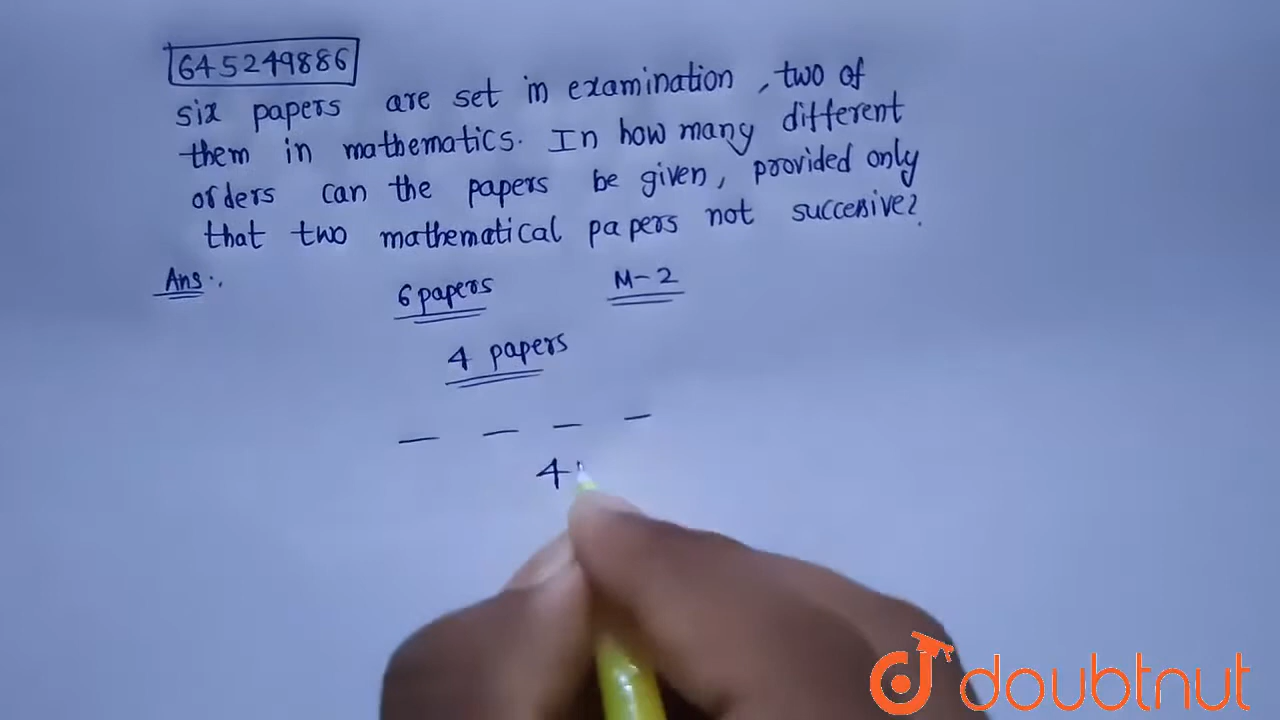 645249886
six papers are set in examination, two of
them in mathematics. In how many different
orders can the papers be given, provided only
that two mathematical papers not succesive?
Ans:
6 papers M-2
4 papers
4
doubtnut